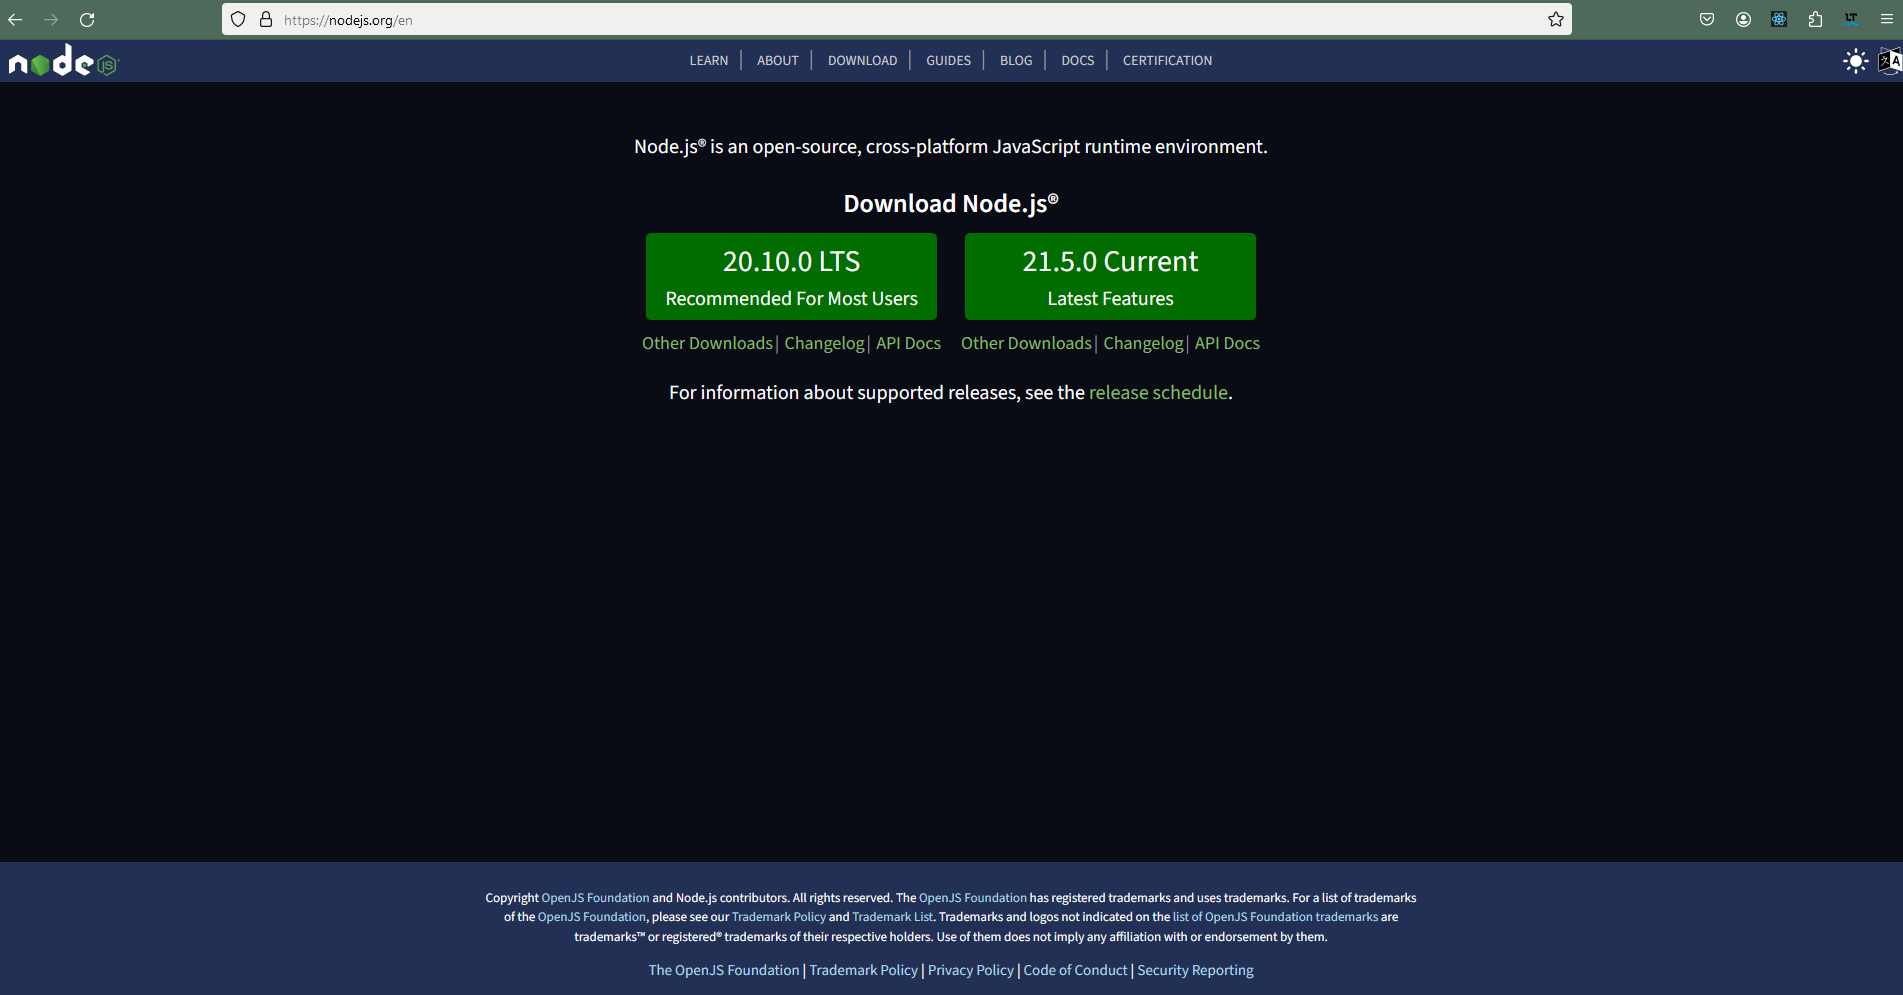 https://nodejs.org/en
LT
node JS
LEARN | ABOUT | DOWNLOAD | GUIDES | BLOG | DOCS | CERTIFICATION
文A
Node.js® is an open-source, cross-platform JavaScript runtime environment.
Download Node.js®
20.10.0 LTS
Recommended For Most Users
21.5.0 Current
Latest Features
Other Downloads | Changelog | API Docs
Other Downloads | Changelog | API Docs
For information about supported releases, see the release schedule.
Copyright OpenJS Foundation and Node.js contributors. All rights reserved. The OpenJS Foundation has registered trademarks and uses trademarks. For a list of trademarks
of the OpenJS Foundation, please see our Trademark Policy and Trademark List. Trademarks and logos not indicated on the list of OpenJS Foundation trademarks are
trademarks™ or registered® trademarks of their respective holders. Use of them does not imply any affiliation with or endorsement by them.
The OpenJS Foundation | Trademark Policy | Privacy Policy | Code of Conduct | Security Reporting